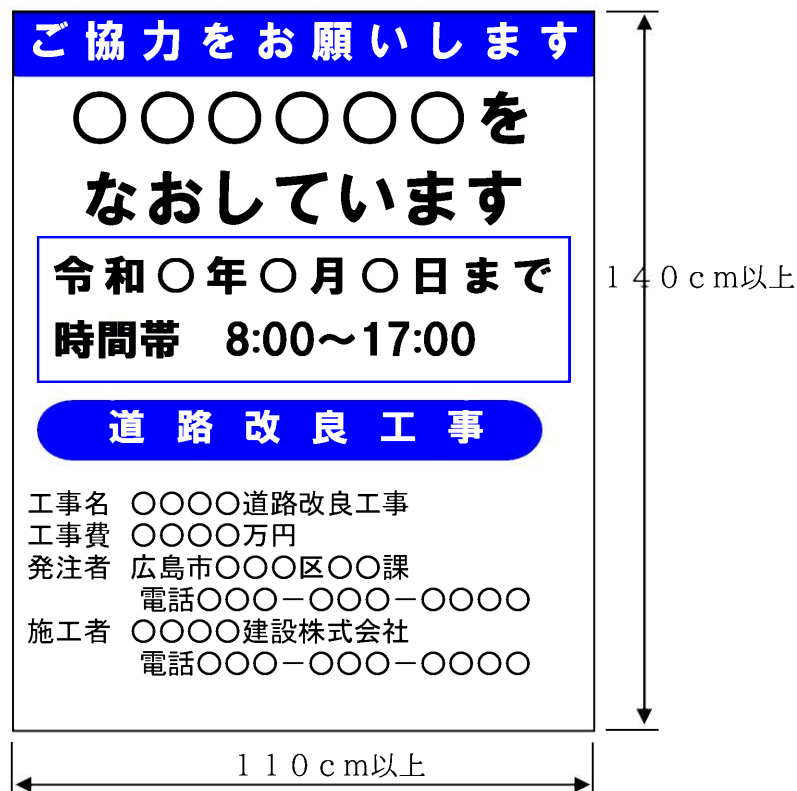 ご協力をお願いします
〇〇〇〇〇〇を
なおしています
令和〇年〇月〇日まで
時間帯　8:00～17:00
道路改良工事
工事名　〇〇〇〇道路改良工事
工事費　〇〇〇〇万円
発注者　広島市〇〇〇区〇〇課
電話〇〇〇－〇〇〇－〇〇〇〇
施工者　〇〇〇〇建設株式会社
電話〇〇〇－〇〇〇－〇〇〇〇
１４０ｃｍ以上
１１０ｃｍ以上